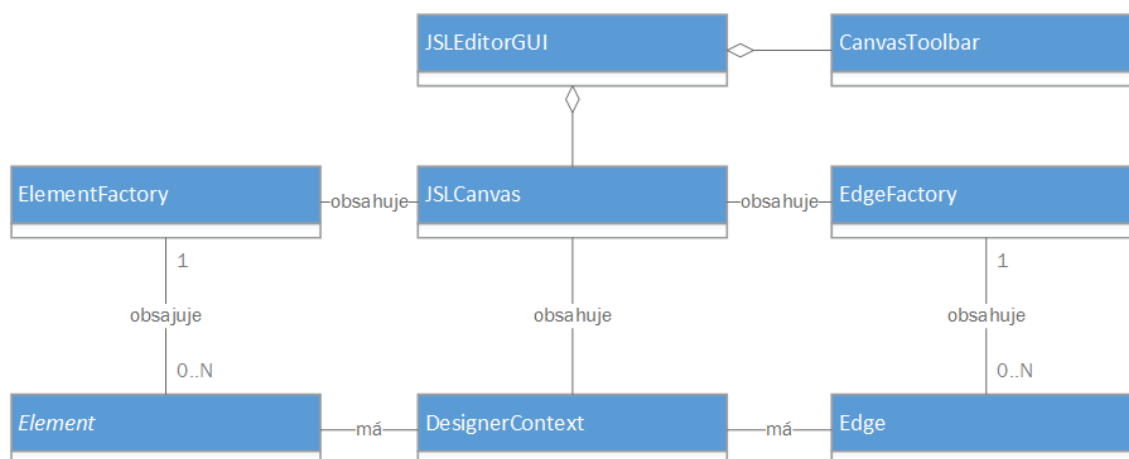 JSLEditorGUI
CanvasToolbar
ElementFactory
obsahuje
JSLCanvas
obsahuje
EdgeFactory
1
1
obsajuje
obsahuje
obsahuje
0..N
0..N
Element
má
DesignerContext
má
Edge